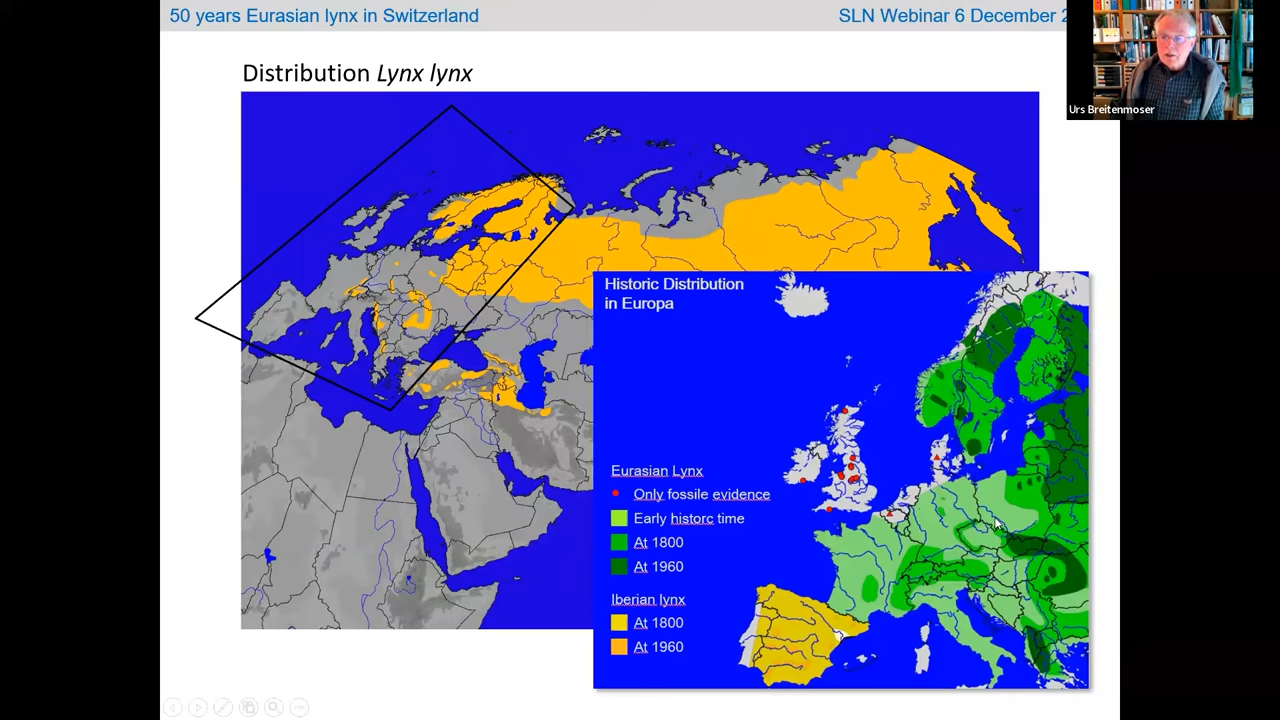 50 years Eurasian lynx in Switzerland
SLN Webinar 6 December
Urs Breitenmoser
Distribution Lynx lynx
Historic Distribution
in Europa
Eurasian Lynx
Only fossile evidence
Early historc time
At 1800
At 1960
Iberian lynx
At 1800
At 1960